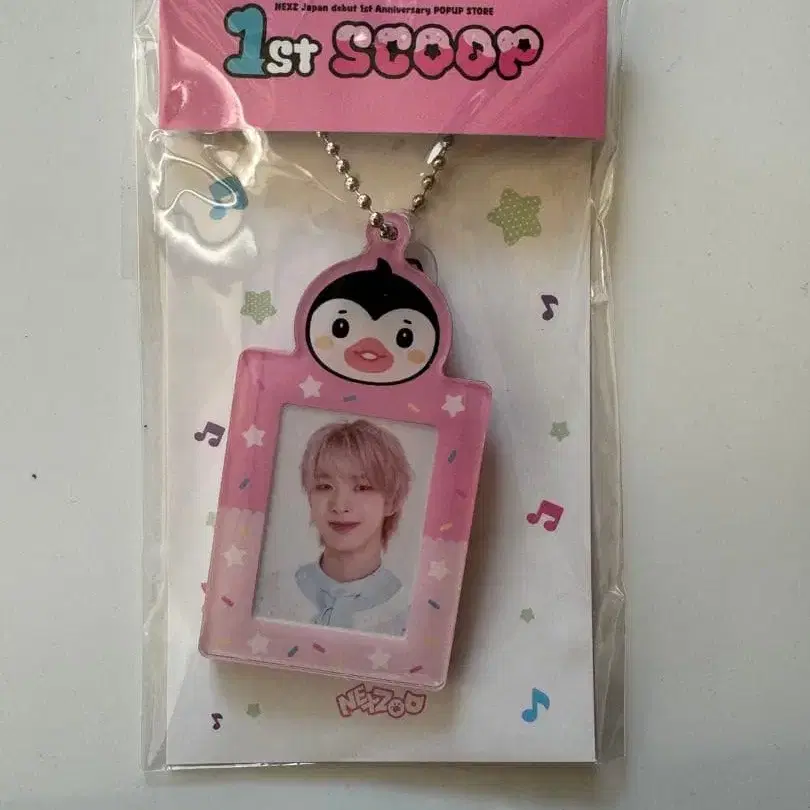 NEXZ Japan debut 1st Anniversary POPUP STORE
1st SCOOP
NEXZOO